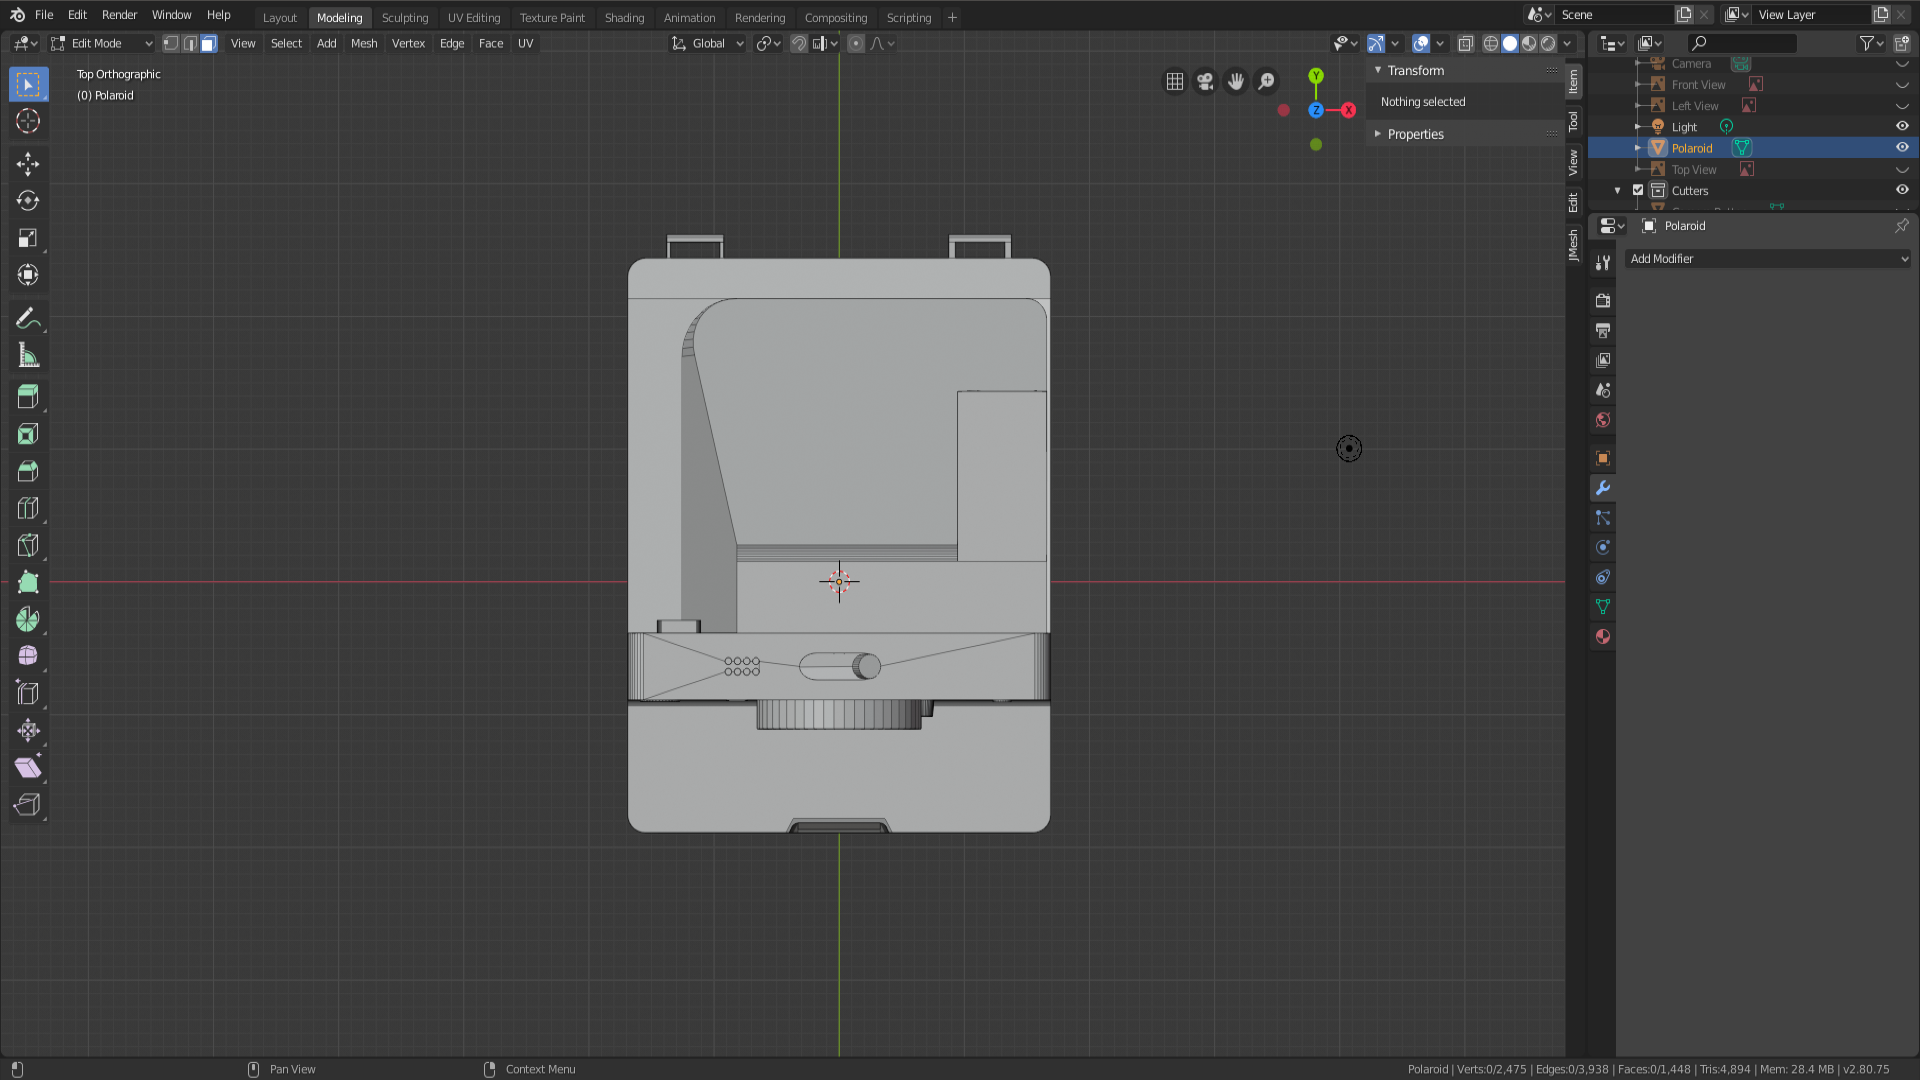 File Edit Render Window Help Layout Modeling Sculpting UV Editing Texture Paint Shading Animation Rendering Compositing Scripting + Scene View Layer
Edit Mode View Select Add Mesh Vertex Edge Face UV Global
Top Orthographic
(0) Polaroid
Y
Z
X
Transform
Nothing selected
Properties
Item
Tool
View
Edit
JMesh
Camera
Front View
Left View
Light
Polaroid
Top View
Cutters
Polaroid
Add Modifier
Pan View
Context Menu
Polaroid | Verts:0/2,475 | Edges:0/3,938 | Faces:0/1,448 | Tris:4,894 | Mem: 28.4 MB | v2.80.75